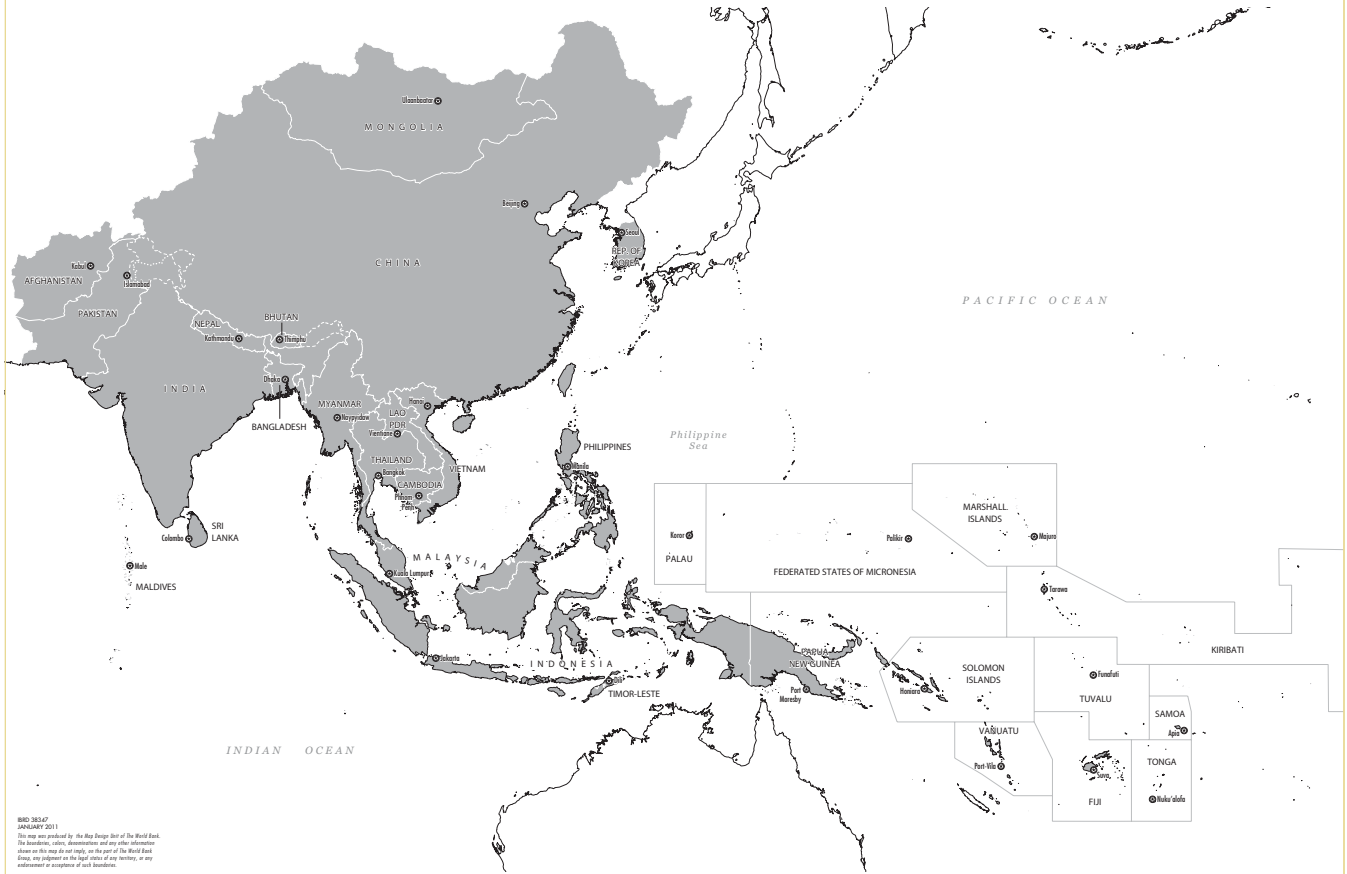 Ulaanbaatar
MONGOLIA
Beijing
Seoul
REP. OF
KOREA
CHINA
Kabul
AFGHANISTAN
Islamabad
PAKISTAN
PACIFIC OCEAN
NEPAL
BHUTAN
Kathmandu
Thimphu
Dhaka
INDIA
BANGLADESH
MYANMAR
Naypyidaw
Hanoi
LAO
PDR
Vientiane
THAILAND
Bangkok
VIETNAM
CAMBODIA
Phnom
Penh
PHILIPPINES
Manila
Philippine
Sea
SRI
LANKA
Colombo
Male
MALDIVES
MALAYSIA
Kuala Lumpur
Koror
PALAU
Palikir
FEDERATED STATES OF MICRONESIA
MARSHALL
ISLANDS
Majuro
Tarawa
KIRIBATI
Jakarta
INDONESIA
Dili
TIMOR-LESTE
PAPUA
NEW GUINEA
Port
Moresby
SOLOMON
ISLANDS
Honiara
Funafuti
TUVALU
SAMOA
Apia
VANUATU
Port-Vila
Suva
FIJI
TONGA
Nuku'alofa
INDIAN OCEAN
IBRD 38347
JANUARY 2011
This map was produced by the Map Design Unit of The World Bank.
The boundaries, colors, denominations and any other information
shown on this map do not imply, on the part of The World Bank
Group, any judgment on the legal status of any territory, or any
endorsement or acceptance of such boundaries.